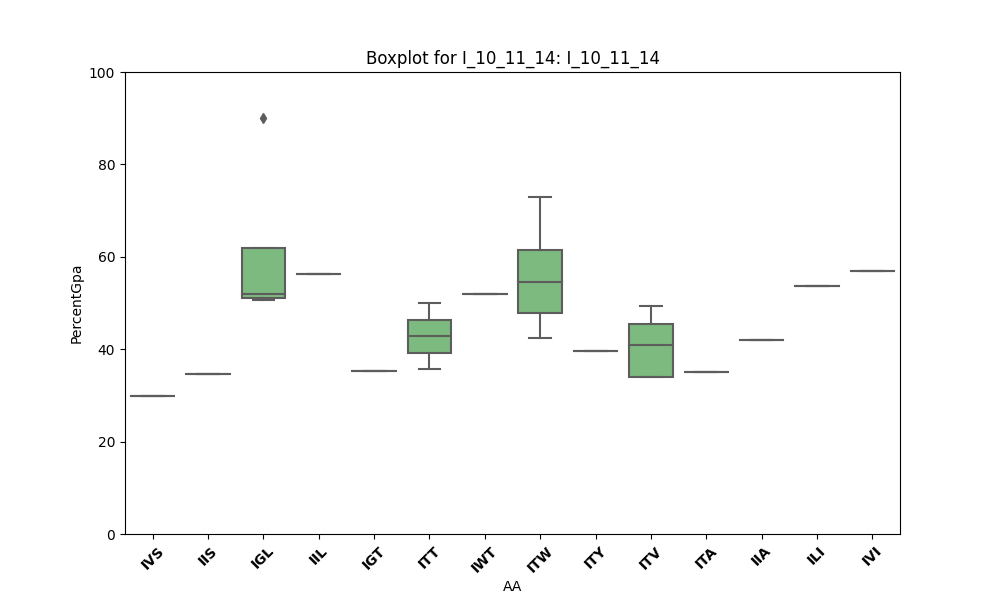 Boxplot for I_10_11_14: I_10_11_14
100
80
60
40
20
0
PercentGpa
IVS
IIS
IGL
IIL
IGT
ITT
IWT
ITW
ITY
ITV
ITA
IIA
ILI
IVI
AA